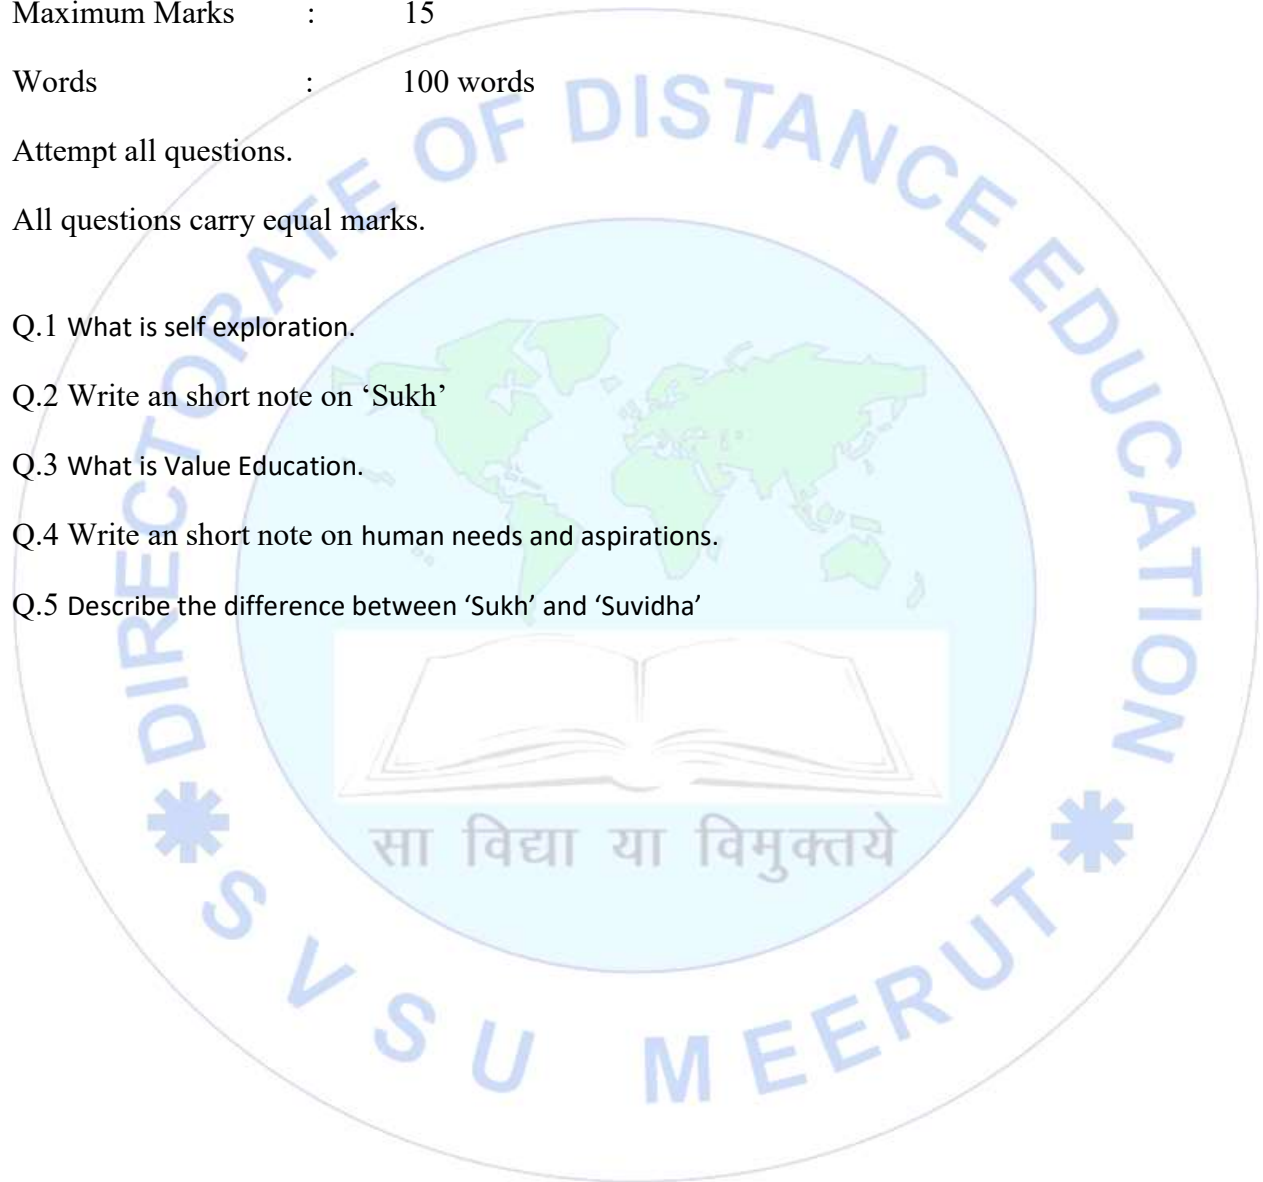 Maximum Marks : 15
Words : 100 words
Attempt all questions.
All questions carry equal marks.
Q.1 What is self exploration.
Q.2 Write an short note on ‘Sukh’
Q.3 What is Value Education.
Q.4 Write an short note on human needs and aspirations.
Q.5 Describe the difference between ‘Sukh’ and ‘Suvidha’
DIRECTORATE OF DISTANCE EDUCATION
सा विद्या या विमुक्तये
SVSU MEERUT